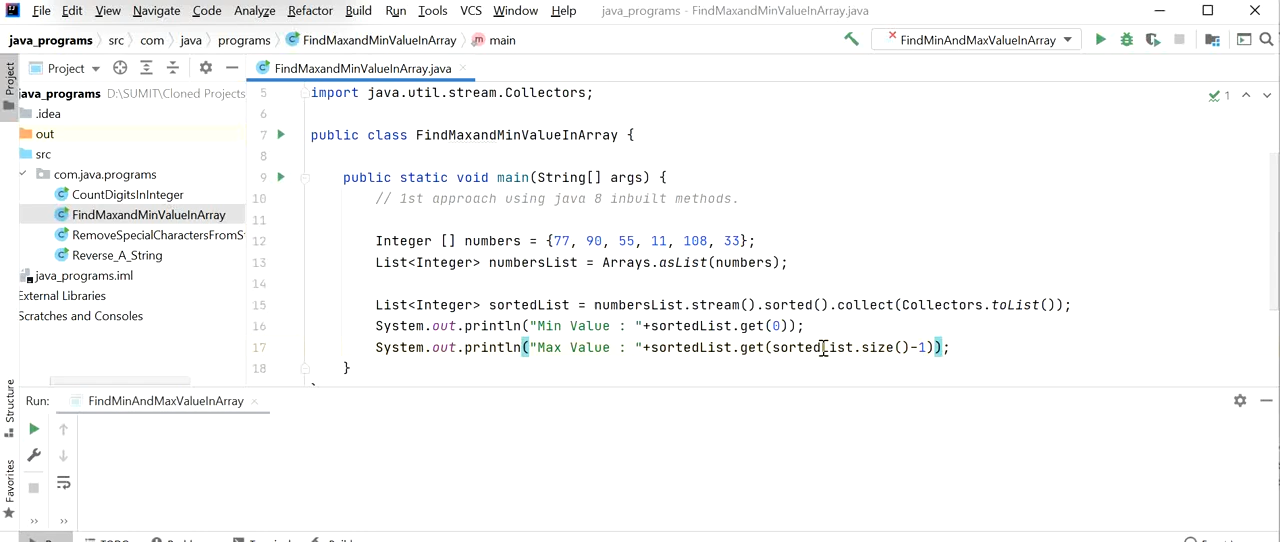 File Edit View Navigate Code Analyze Refactor Build Run Tools VCS Window Help java_programs - FindMaxandMinValueInArray.java
java_programs src com java programs FindMaxandMinValueInArray main FindMinAndMaxValueInArray
Project Project FindMaxandMinValueInArray.java
java_programs D:\SUMIT\Cloned Projects
.idea
out
src
com.java.programs
CountDigitsInInteger
FindMaxandMinValueInArray
RemoveSpecialCharactersFromSt
Reverse_A_String
java_programs.iml
External Libraries
Scratches and Consoles
1
5 import java.util.stream.Collectors;
6
7 public class FindMaxandMinValueInArray {
8
9 public static void main(String[] args) {
10 // 1st approach using java 8 inbuilt methods.
11
12 Integer [] numbers = {77, 90, 55, 11, 108, 33};
13 List<Integer> numbersList = Arrays.asList(numbers);
14
15 List<Integer> sortedList = numbersList.stream().sorted().collect(Collectors.toList());
16 System.out.println("Min Value : "+sortedList.get(0));
17 System.out.println("Max Value : "+sortedList.get(sortedList.size()-1));
18 }
Structure
Favorites
Run: FindMinAndMaxValueInArray